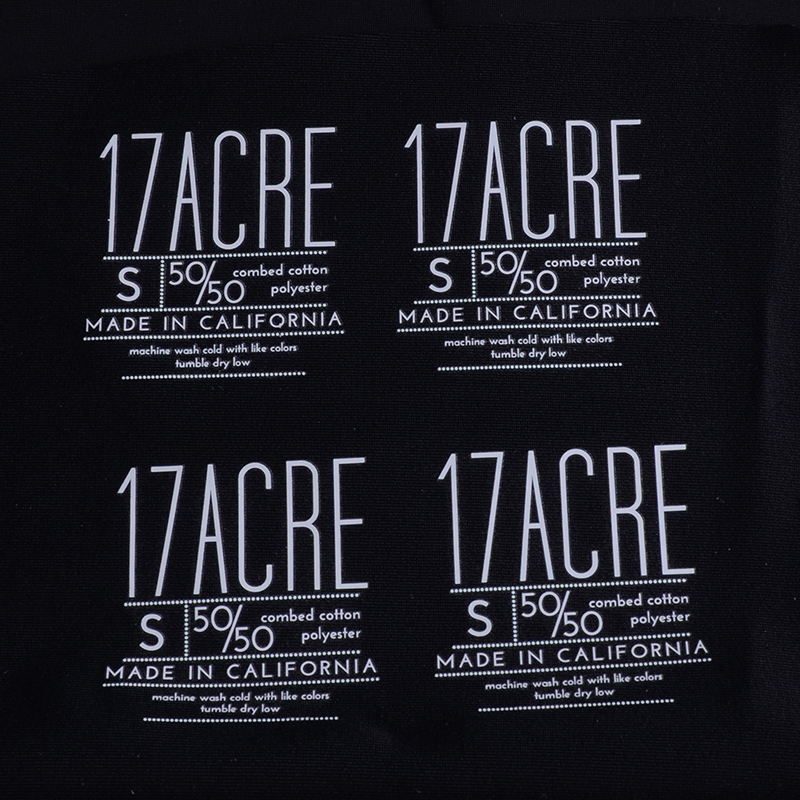 17ACRE
S 50/50 combed cotton
polyester
MADE IN CALIFORNIA
machine wash cold with like colors
tumble dry low
17ACRE
S 50/50 combed cotton
polyester
MADE IN CALIFORNIA
machine wash cold with like colors
tumble dry low
17ACRE
S 50/50 combed cotton
polyester
MADE IN CALIFORNIA
machine wash cold with like colors
tumble dry low
17ACRE
S 50/50 combed cotton
polyester
MADE IN CALIFORNIA
machine wash cold with like colors
tumble dry low